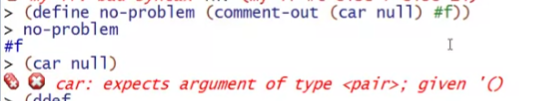 > (define no-problem (comment-out (car null) #f))
> no-problem
#f
> (car null)
car: expects argument of type <pair>; given '()